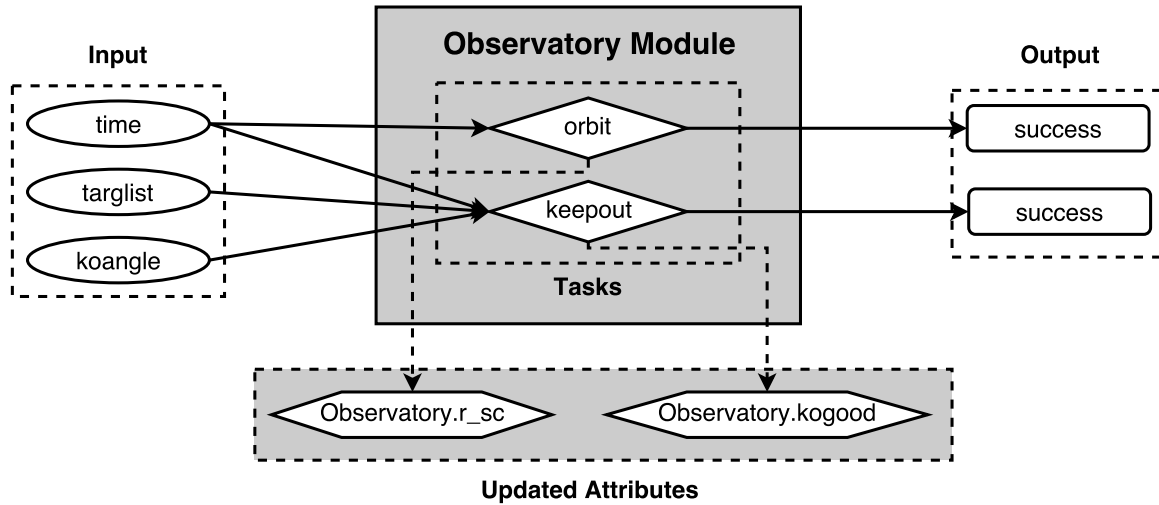 Observatory Module
Input
Output
time
orbit
success
targlist
keepout
success
koangle
Tasks
Observatory.r_sc
Observatory.kogood
Updated Attributes